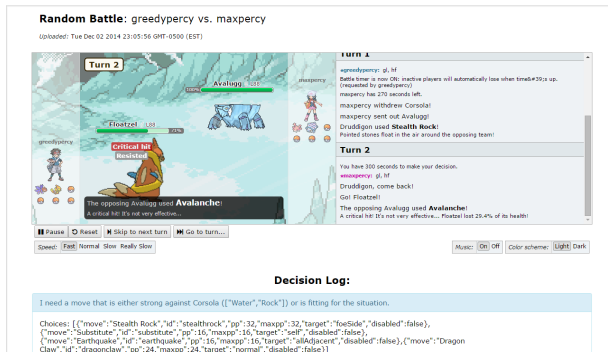 Random Battle: greedypercy vs. maxpercy
Uploaded: Tue Dec 02 2014 23:05:56 GMT-0500 (EST)
Turn 2
Avalugg L88
100%
maxpercy
Floatzel L88
71%
greedypercy
Critical hit
Resisted
The opposing Avalugg used Avalanche!
A critical hit! It's not very effective...
Turn 1
greedypercy: gl, hf
Battle timer is now ON: inactive players will automatically lose when time&#39;s up.
(requested by greedypercy)
maxpercy has 270 seconds left.
maxpercy withdrew Corsola!
maxpercy sent out Avalugg!
Druddigon used Stealth Rock!
Pointed stones float in the air around the opposing team!
Turn 2
You have 300 seconds to make your decision.
maxpercy: gl, hf
Druddigon, come back!
Go! Floatzel!
The opposing Avalugg used Avalanche!
A critical hit! It's not very effective... Floatzel lost 29.4% of its health!
Pause Reset Skip to next turn Go to turn...
Speed: Fast Normal Slow Really Slow
Music: On Off Color scheme: Light Dark
Decision Log:
I need a move that is either strong against Corsola (["Water","Rock"]) or is fitting for the situation.
Choices: [{"move":"Stealth Rock","id":"stealthrock","pp":32,"maxpp":32,"target":"foeSide","disabled":false},
{"move":"Substitute","id":"substitute","pp":16,"maxpp":16,"target":"self","disabled":false},
{"move":"Earthquake","id":"earthquake","pp":16,"maxpp":16,"target":"allAdjacent","disabled":false},{"move":"Dragon
Claw","id":"dragonclaw","pp":24,"maxpp":24,"target":"normal","disabled":false}]